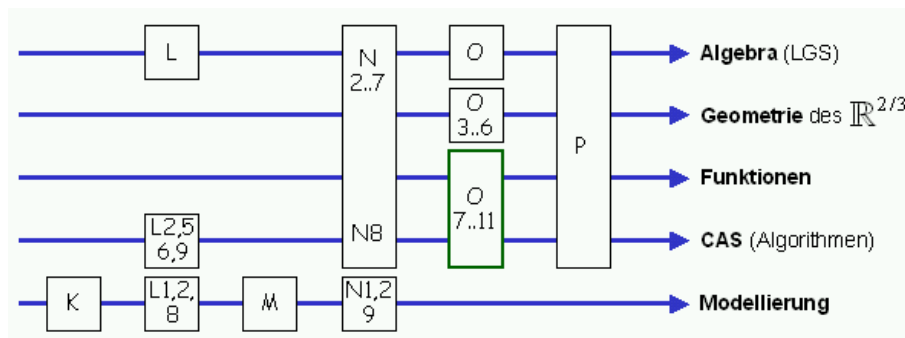 L
N
2..7
O
Algebra (LGS)
O
3..6
Geometrie des ℝ2/3
P
O
7..11
Funktionen
L2,5
6,9
N8
CAS (Algorithmen)
K
L1,2,
8
M
N1,2
9
Modellierung